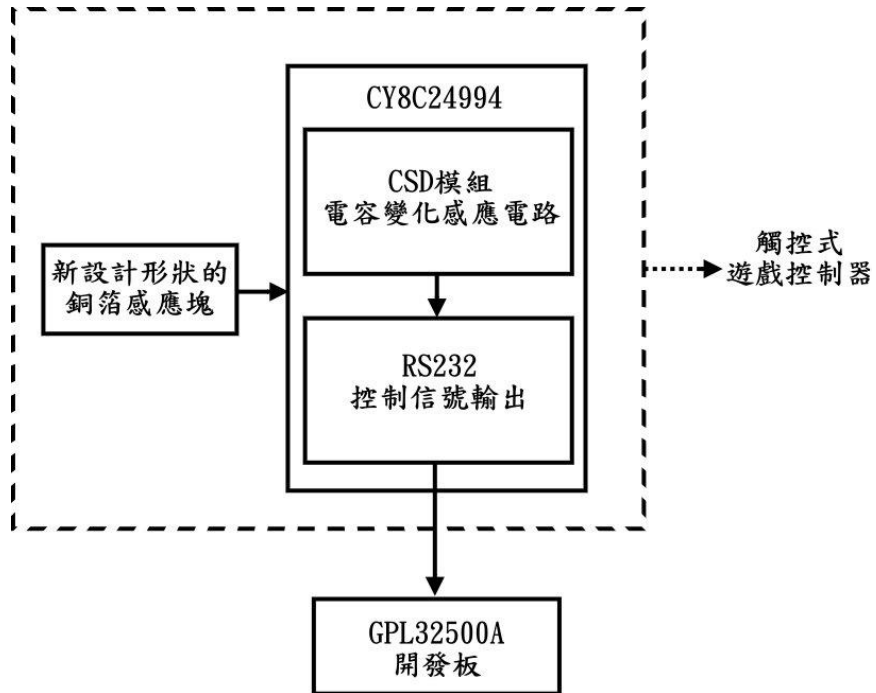 CY8C24994
CSD模組
電容變化感應電路
新設計形狀的
銅箔感應塊
觸控式
遊戲控制器
RS232
控制信號輸出
GPL32500A
開發板